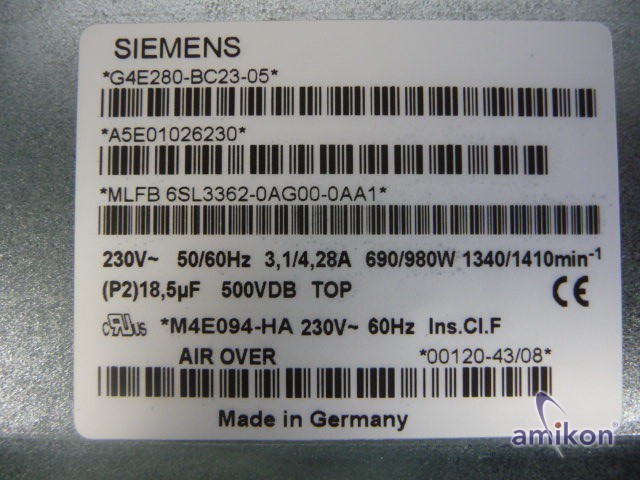 SIEMENS
*G4E280-BC23-05*
*A5E01026230*
*MLFB 6SL3362-0AG00-0AA1*
230V~ 50/60Hz 3,1/4,28A 690/980W 1340/1410min⁻¹
(P2)18,5µF 500VDB TOP CE
cRUus *M4E094-HA 230V~ 60Hz Ins.Cl.F
AIR OVER *00120-43/08*
Made in Germany
amikon